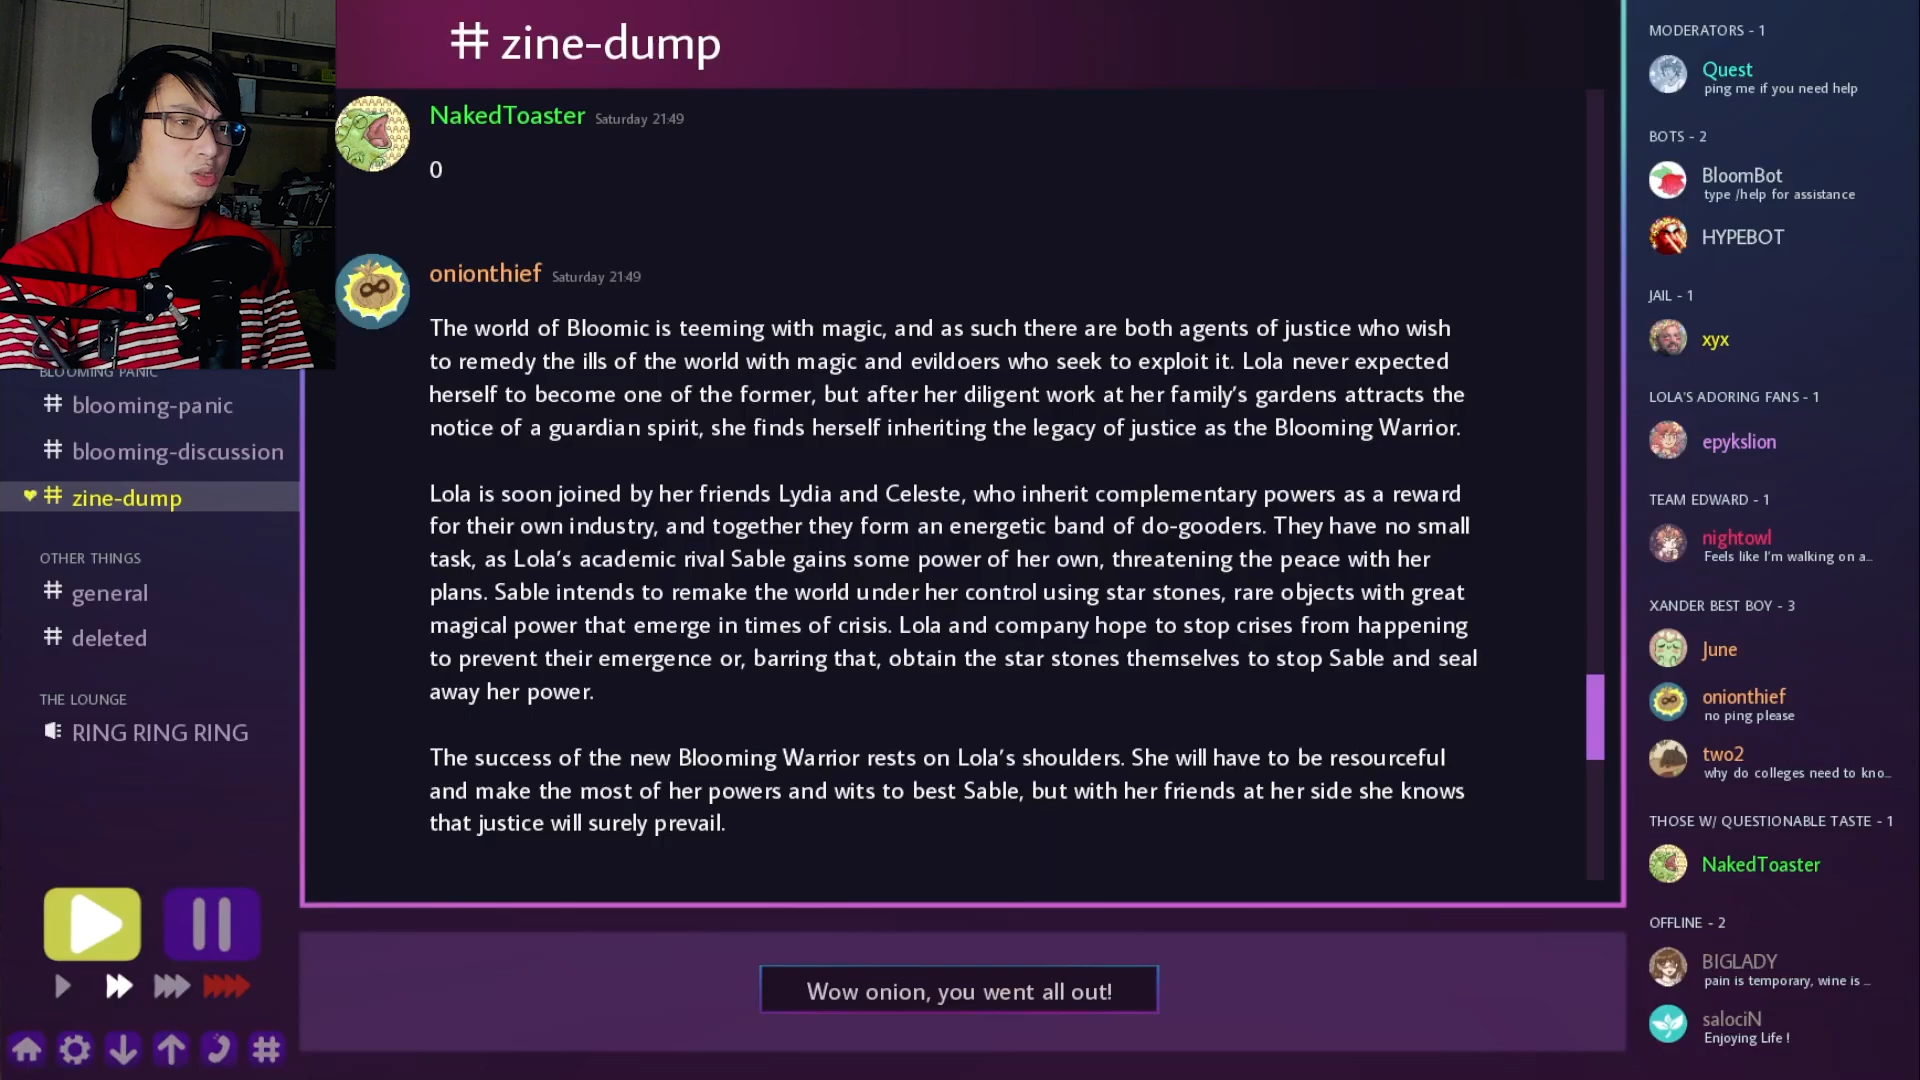 # zine-dump
NakedToaster Saturday 21:49
0
onionthief Saturday 21:49
The world of Bloomic is teeming with magic, and as such there are both agents of justice who wish
to remedy the ills of the world with magic and evildoers who seek to exploit it. Lola never expected
herself to become one of the former, but after her diligent work at her family's gardens attracts the
notice of a guardian spirit, she finds herself inheriting the legacy of justice as the Blooming Warrior.
Lola is soon joined by her friends Lydia and Celeste, who inherit complementary powers as a reward
for their own industry, and together they form an energetic band of do-gooders. They have no small
task, as Lola's academic rival Sable gains some power of her own, threatening the peace with her
plans. Sable intends to remake the world under her control using star stones, rare objects with great
magical power that emerge in times of crisis. Lola and company hope to stop crises from happening
to prevent their emergence or, barring that, obtain the star stones themselves to stop Sable and seal
away her power.
The success of the new Blooming Warrior rests on Lola's shoulders. She will have to be resourceful
and make the most of her powers and wits to best Sable, but with her friends at her side she knows
that justice will surely prevail.
Wow onion, you went all out!
BLOOMING PANIC
# blooming-panic
# blooming-discussion
# zine-dump
OTHER THINGS
# general
# deleted
THE LOUNGE
RING RING RING
MODERATORS - 1
Quest
ping me if you need help
BOTS - 2
BloomBot
type /help for assistance
HYPEBOT
JAIL - 1
xyx
LOLA'S ADORING FANS - 1
epykslion
TEAM EDWARD - 1
nightowl
Feels like I'm walking on a...
XANDER BEST BOY - 3
June
onionthief
no ping please
two2
why do colleges need to kno...
THOSE W/ QUESTIONABLE TASTE - 1
NakedToaster
OFFLINE - 2
BIGLADY
pain is temporary, wine is ...
salociN
Enjoying Life !